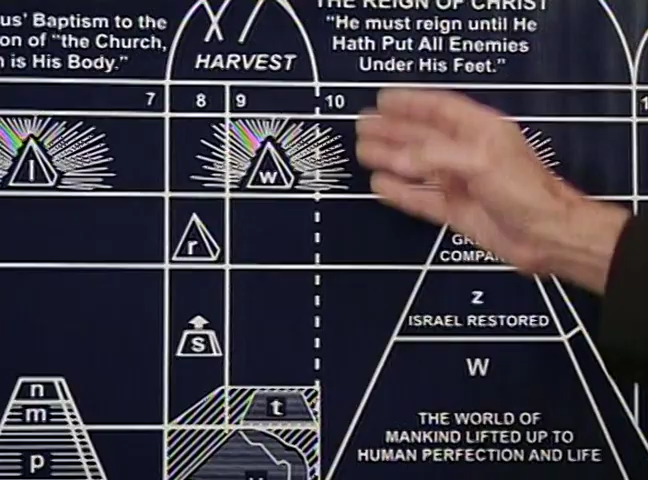 us' Baptism to the
on of "the Church,
is His Body."
HARVEST
THE REIGN OF CHRIST
"He must reign until He
Hath Put All Enemies
Under His Feet."
7
8
9
10
1
l
w
r
COMPAN
s
Z
ISRAEL RESTORED
W
n
m
p
t
THE WORLD OF
MANKIND LIFTED UP TO
HUMAN PERFECTION AND LIFE